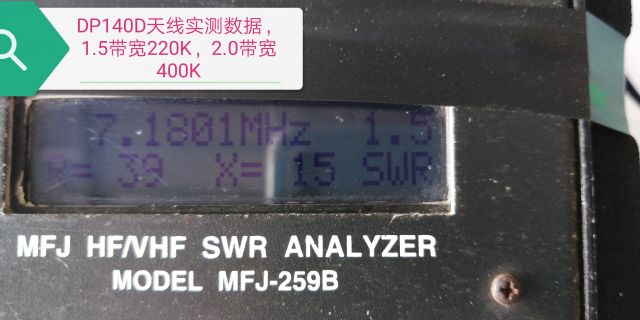 DP140D天线实测数据，
1.5带宽220K，2.0带宽
400K
7.1801MHz 1.5
R= 39 X= 15 SWR
MFJ HF/VHF SWR ANALYZER
MODEL MFJ-259B